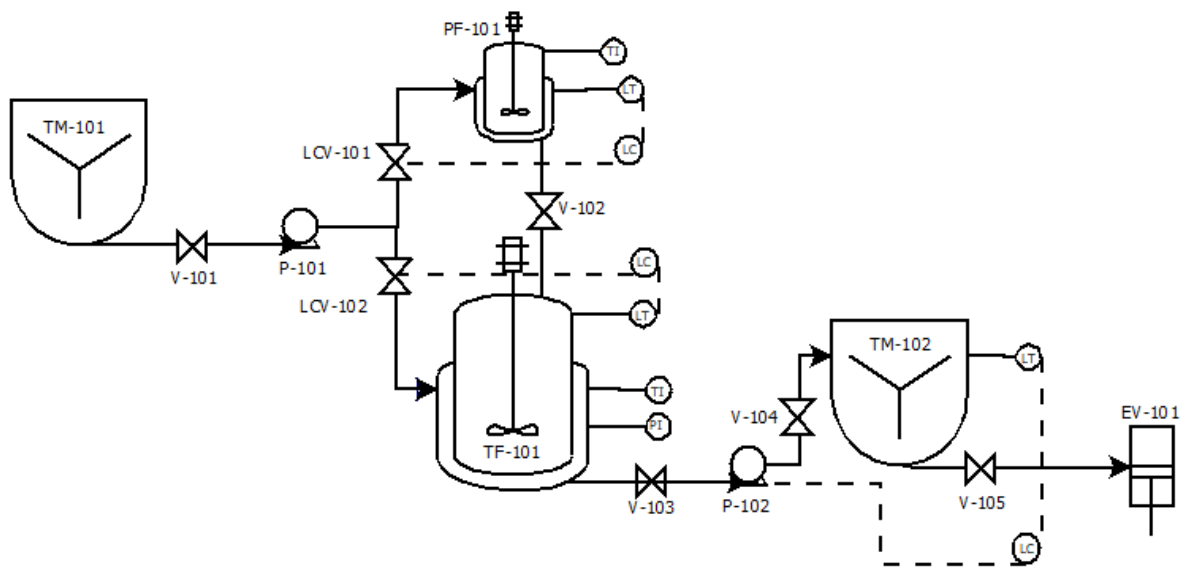 PF-101
TI
TM-101
LT
LCV-101
LC
V-102
V-101
P-101
LC
LCV-102
LT
TM-102
LT
TI
EV-101
V-104
PI
TF-101
V-103
P-102
V-105
LC